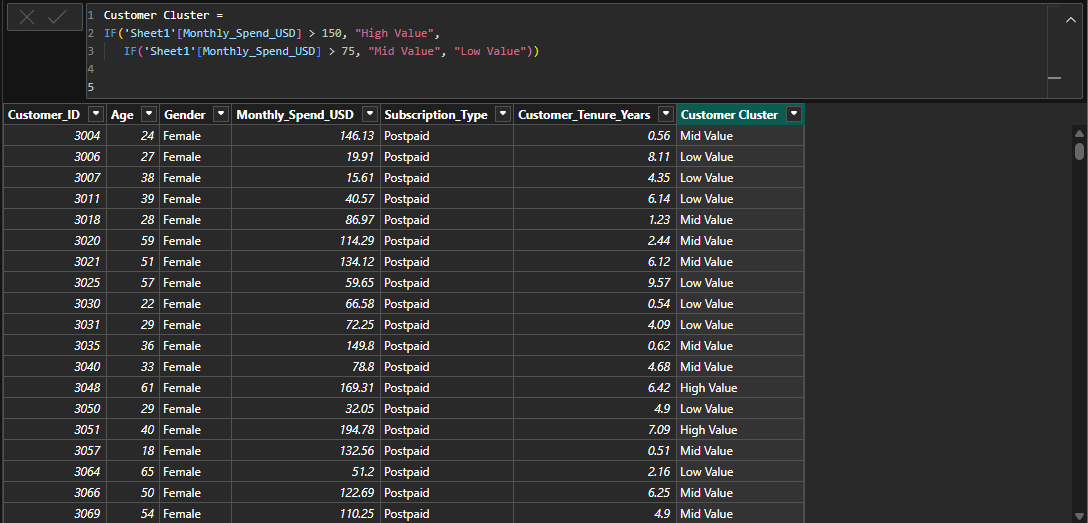 1 Customer Cluster =
2 IF('Sheet1'[Monthly_Spend_USD] > 150, "High Value",
3 IF('Sheet1'[Monthly_Spend_USD] > 75, "Mid Value", "Low Value"))
4
5
Customer_ID Age Gender Monthly_Spend_USD Subscription_Type Customer_Tenure_Years Customer Cluster
3004 24 Female 146.13 Postpaid 0.56 Mid Value
3006 27 Female 19.91 Postpaid 8.11 Low Value
3007 38 Female 15.61 Postpaid 4.35 Low Value
3011 39 Female 40.57 Postpaid 6.14 Low Value
3018 28 Female 86.97 Postpaid 1.23 Mid Value
3020 59 Female 114.29 Postpaid 2.44 Mid Value
3021 51 Female 134.12 Postpaid 6.12 Mid Value
3025 57 Female 59.65 Postpaid 9.57 Low Value
3030 22 Female 66.58 Postpaid 0.54 Low Value
3031 29 Female 72.25 Postpaid 4.09 Low Value
3035 36 Female 149.8 Postpaid 0.62 Mid Value
3040 33 Female 78.8 Postpaid 4.68 Mid Value
3048 61 Female 169.31 Postpaid 6.42 High Value
3050 29 Female 32.05 Postpaid 4.9 Low Value
3051 40 Female 194.78 Postpaid 7.09 High Value
3057 18 Female 132.56 Postpaid 0.51 Mid Value
3064 65 Female 51.2 Postpaid 2.16 Low Value
3066 50 Female 122.69 Postpaid 6.25 Mid Value
3069 54 Female 110.25 Postpaid 4.9 Mid Value